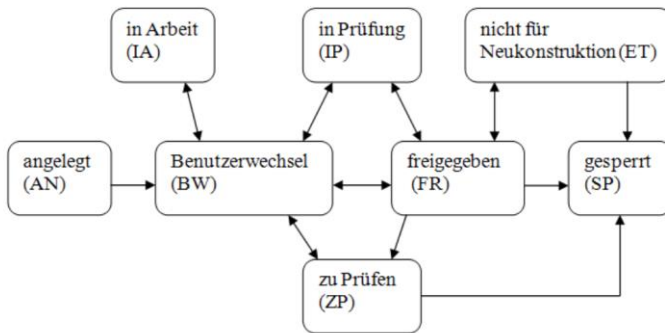 in Arbeit
(IA)
in Prüfung
(IP)
nicht für
Neukonstruktion (ET)
angelegt
(AN)
Benutzerwechsel
(BW)
freigegeben
(FR)
gesperrt
(SP)
zu Prüfen
(ZP)